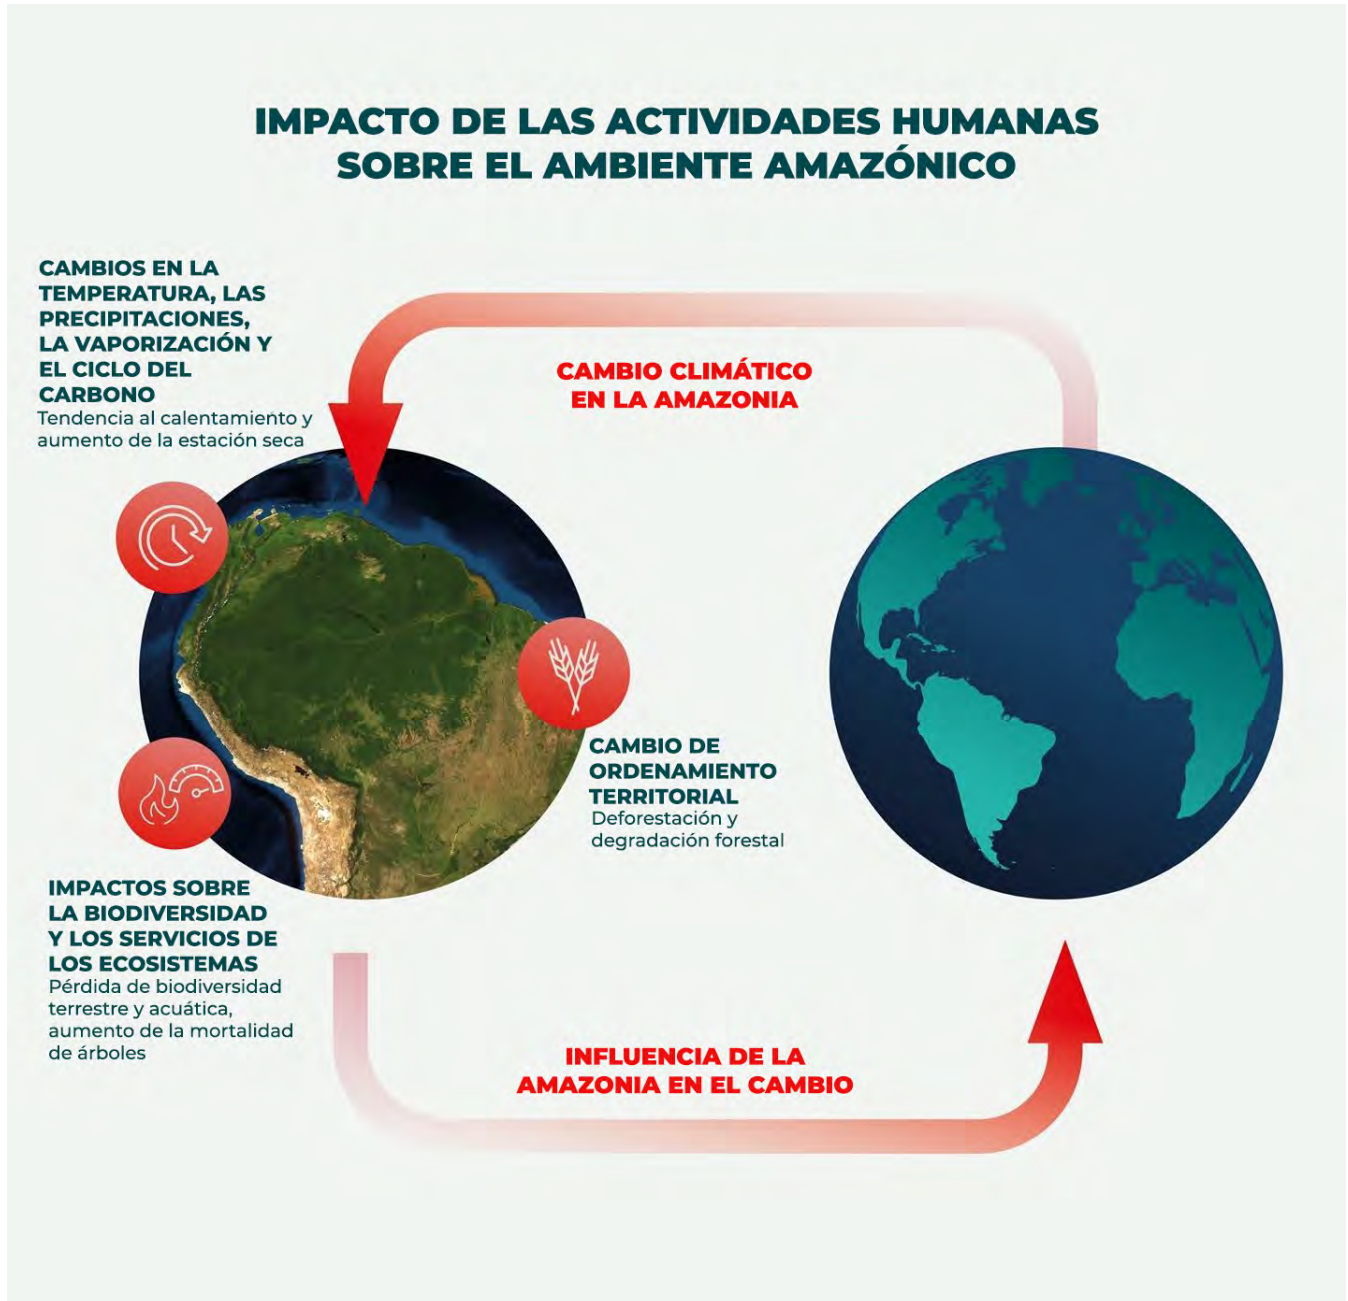 IMPACTO DE LAS ACTIVIDADES HUMANAS
SOBRE EL AMBIENTE AMAZÓNICO
CAMBIOS EN LA
TEMPERATURA, LAS
PRECIPITACIONES,
LA VAPORIZACIÓN Y
EL CICLO DEL
CARBONO
Tendencia al calentamiento y
aumento de la estación seca
CAMBIO CLIMÁTICO
EN LA AMAZONIA
CAMBIO DE
ORDENAMIENTO
TERRITORIAL
Deforestación y
degradación forestal
IMPACTOS SOBRE
LA BIODIVERSIDAD
Y LOS SERVICIOS DE
LOS ECOSISTEMAS
Pérdida de biodiversidad
terrestre y acuática,
aumento de la mortalidad
de árboles
INFLUENCIA DE LA
AMAZONIA EN EL CAMBIO